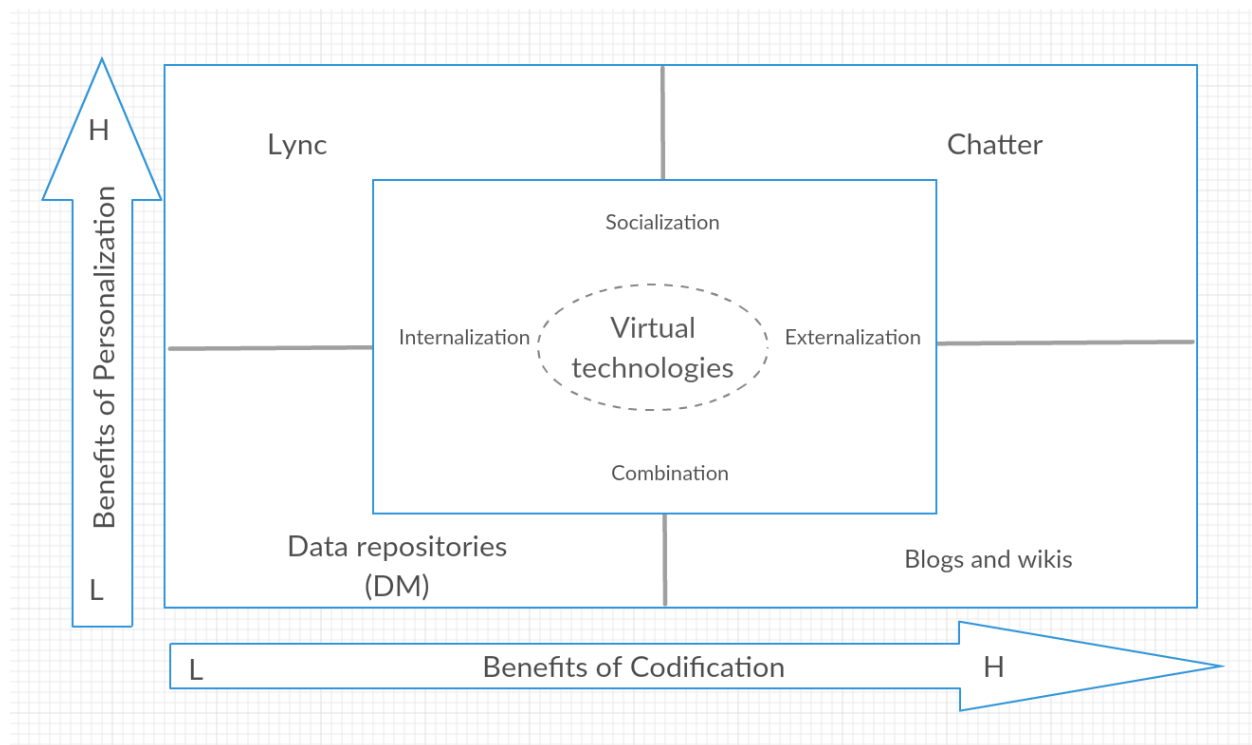 H
Benefits of Personalization
L
Lync
Chatter
Socialization
Internalization
Virtual
technologies
Externalization
Combination
Data repositories
(DM)
Blogs and wikis
L
Benefits of Codification
H